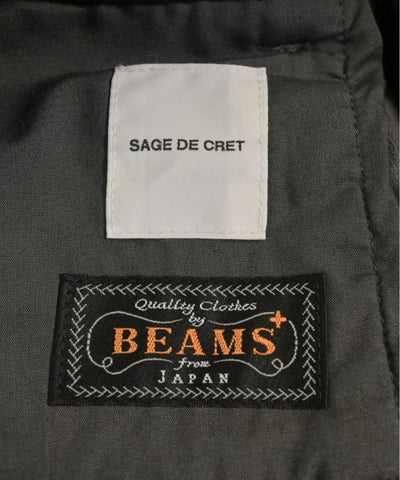 SAGE DE CRET
Quality Clothes
by
BEAMS+
from
JAPAN